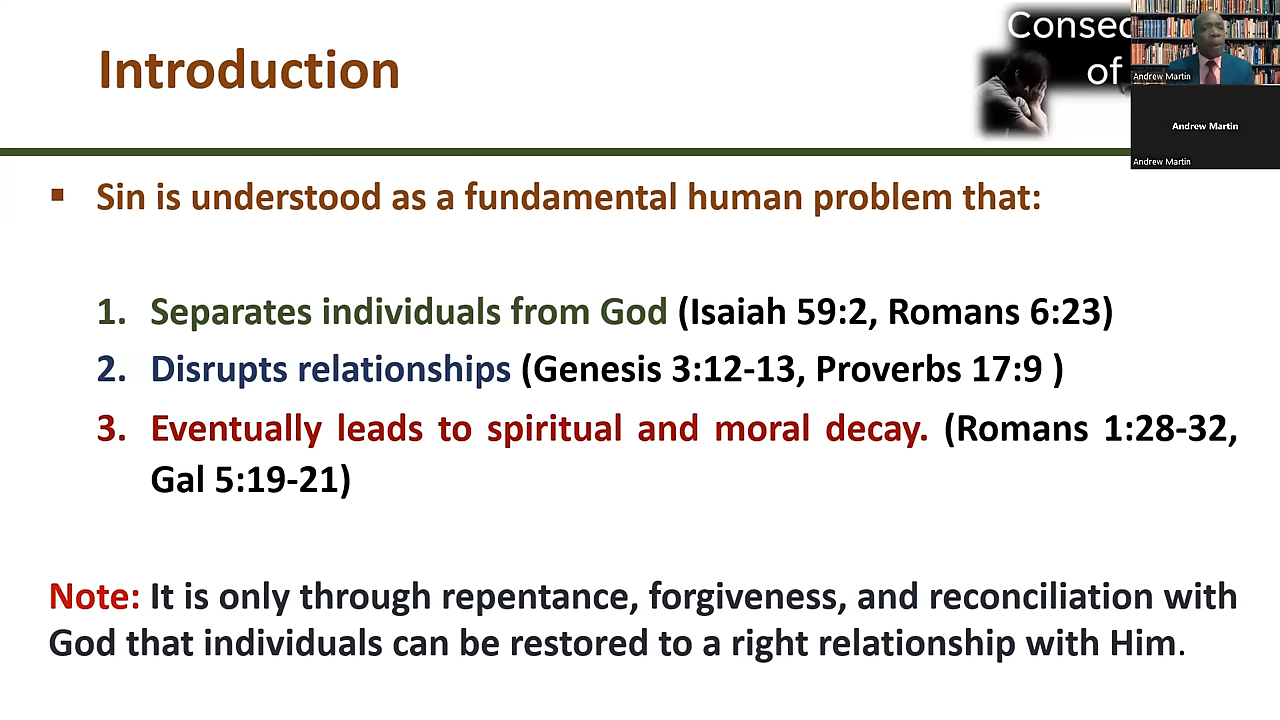 Introduction
Consec
of
Andrew Martin
Andrew Martin
Andrew Martin
▪ Sin is understood as a fundamental human problem that:
1. Separates individuals from God (Isaiah 59:2, Romans 6:23)
2. Disrupts relationships (Genesis 3:12-13, Proverbs 17:9 )
3. Eventually leads to spiritual and moral decay. (Romans 1:28-32,
Gal 5:19-21)
Note: It is only through repentance, forgiveness, and reconciliation with
God that individuals can be restored to a right relationship with Him.